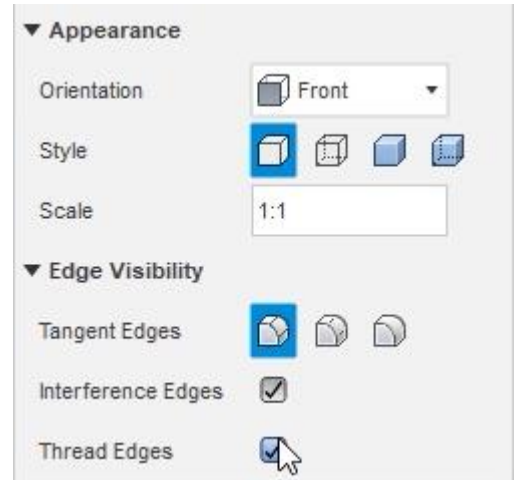 Appearance
Orientation Front
Style
Scale 1:1
Edge Visibility
Tangent Edges
Interference Edges
Thread Edges